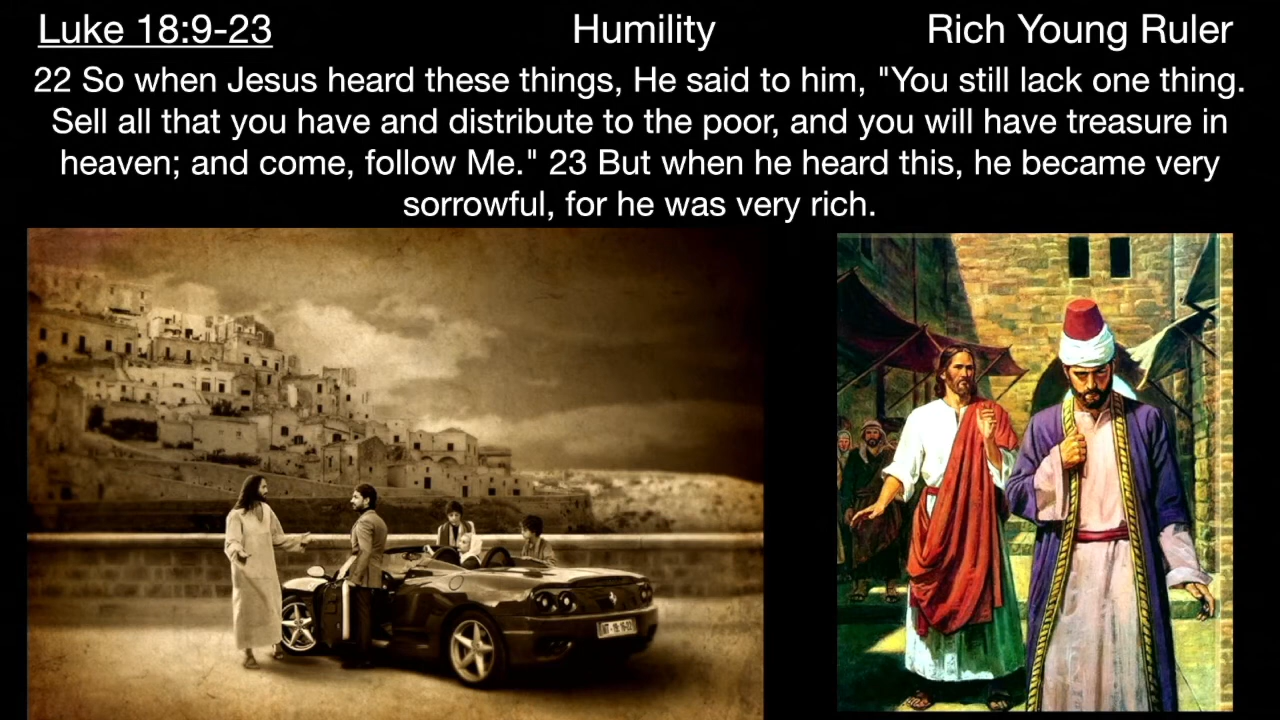 Luke 18:9-23 Humility Rich Young Ruler
22 So when Jesus heard these things, He said to him, "You still lack one thing.
Sell all that you have and distribute to the poor, and you will have treasure in
heaven; and come, follow Me." 23 But when he heard this, he became very
sorrowful, for he was very rich.